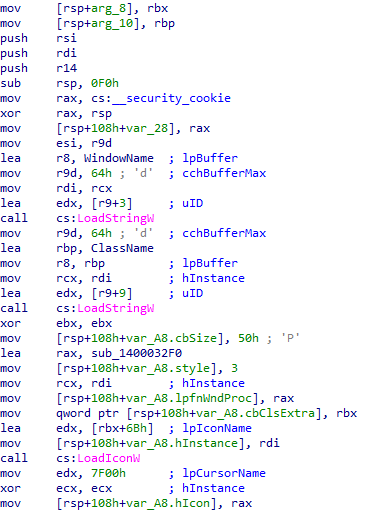 mov     [rsp+arg_8], rbx
mov     [rsp+arg_10], rbp
push    rsi
push    rdi
push    r14
sub     rsp, 0F0h
mov     rax, cs:__security_cookie
xor     rax, rsp
mov     [rsp+108h+var_28], rax
mov     esi, r9d
lea     r8, WindowName  ; lpBuffer
mov     r9d, 64h ; 'd'  ; cchBufferMax
mov     rdi, rcx
lea     edx, [r9+3]     ; uID
call    cs:LoadStringW
mov     r9d, 64h ; 'd'  ; cchBufferMax
lea     rbp, ClassName
mov     r8, rbp         ; lpBuffer
mov     rcx, rdi        ; hInstance
lea     edx, [r9+9]     ; uID
call    cs:LoadStringW
xor     ebx, ebx
mov     [rsp+108h+var_A8.cbSize], 50h ; 'P'
lea     rax, sub_1400032F0
mov     [rsp+108h+var_A8.style], 3
mov     rcx, rdi        ; hInstance
mov     [rsp+108h+var_A8.lpfnWndProc], rax
mov     qword ptr [rsp+108h+var_A8.cbClsExtra], rbx
lea     edx, [rbx+6Bh]  ; lpIconName
mov     [rsp+108h+var_A8.hInstance], rdi
call    cs:LoadIconW
mov     edx, 7F00h      ; lpCursorName
xor     ecx, ecx        ; hInstance
mov     [rsp+108h+var_A8.hIcon], rax